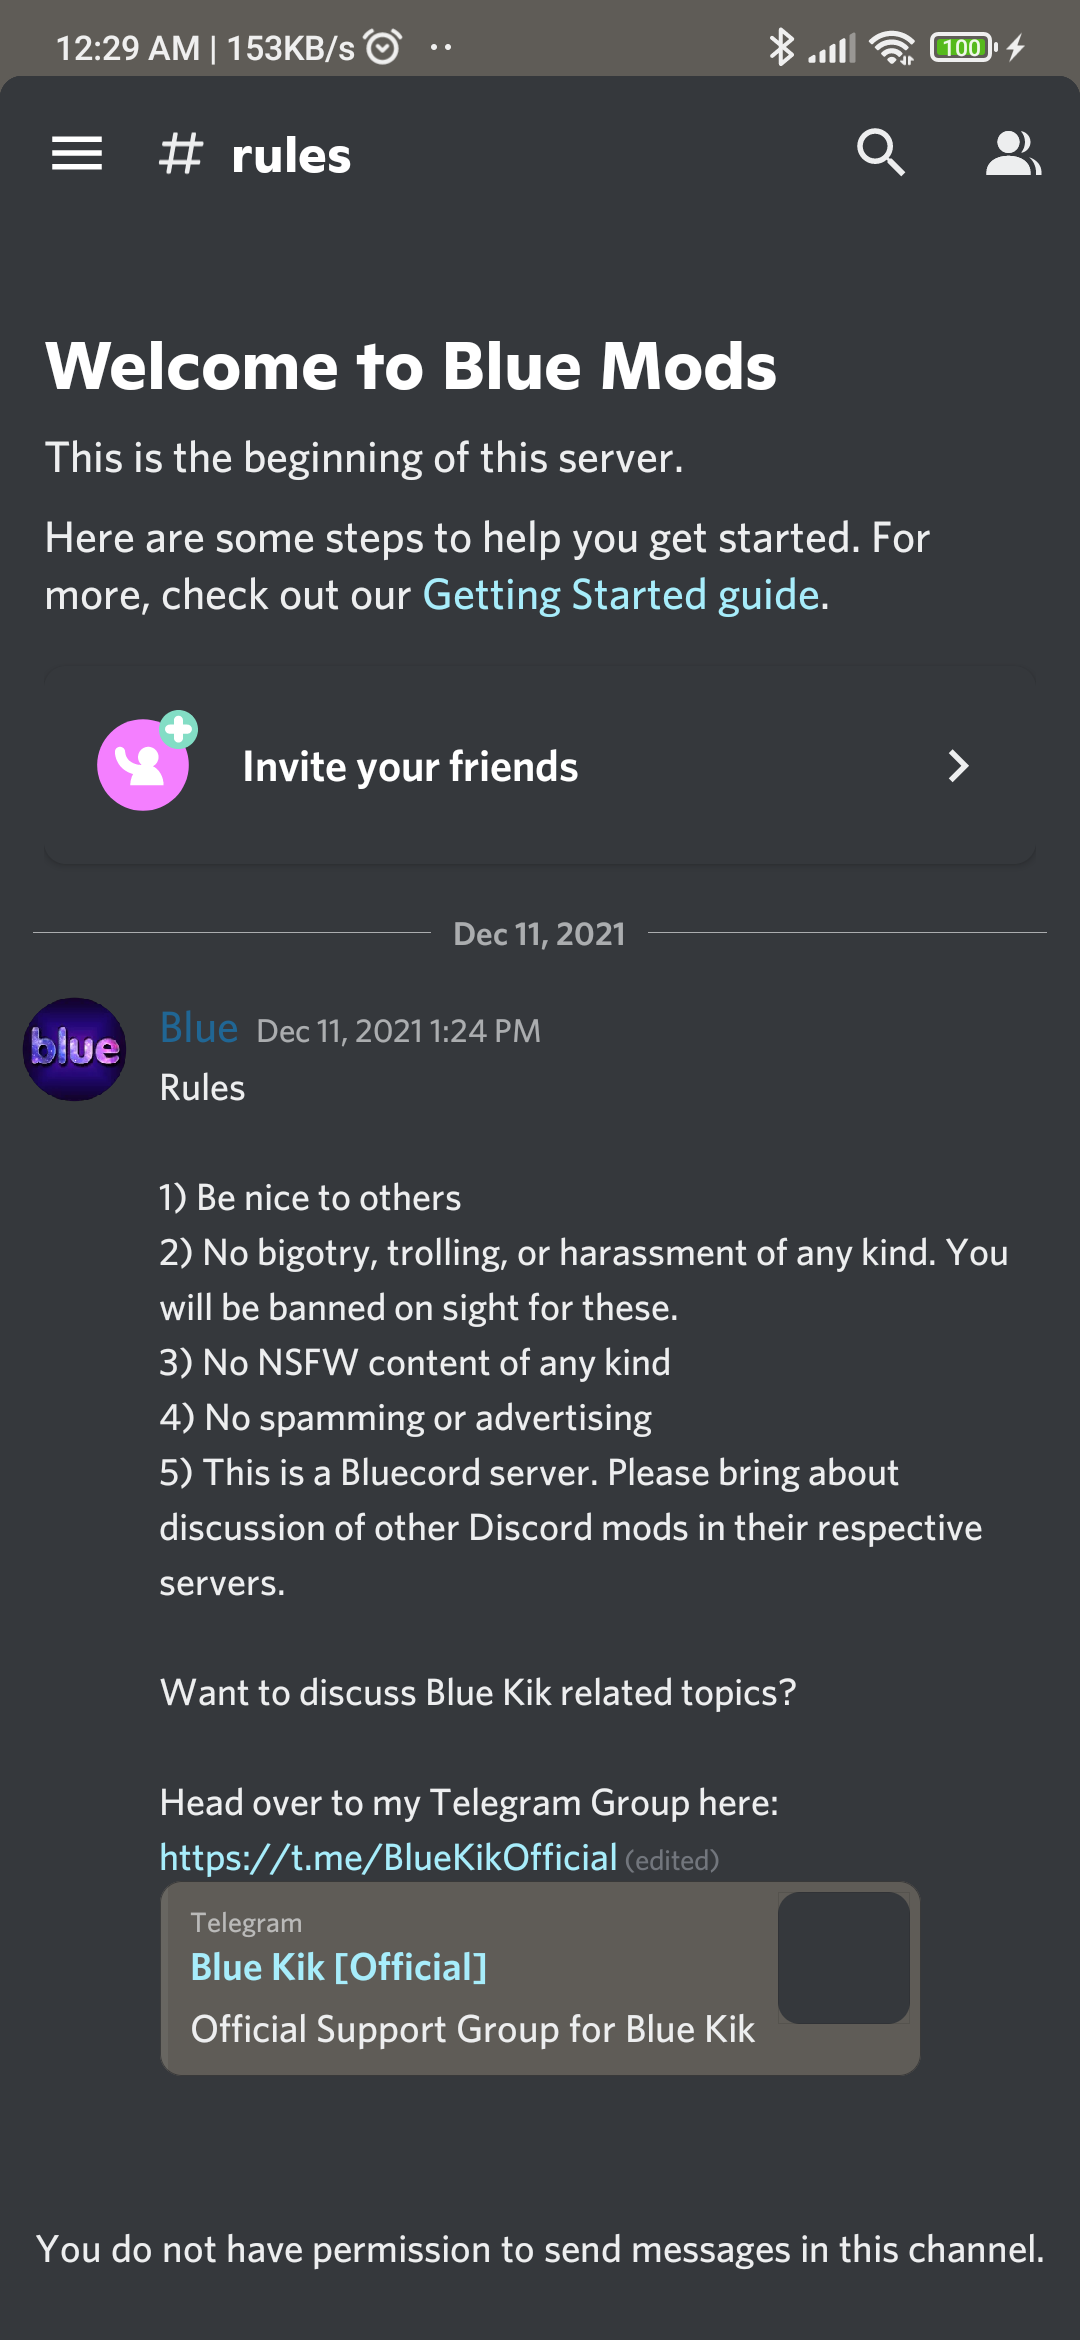 12:29 AM | 153KB/s
100
# rules
Welcome to Blue Mods
This is the beginning of this server.
Here are some steps to help you get started. For
more, check out our Getting Started guide.
Invite your friends
Dec 11, 2021
blue
Blue Dec 11, 2021 1:24 PM
Rules
1) Be nice to others
2) No bigotry, trolling, or harassment of any kind. You
will be banned on sight for these.
3) No NSFW content of any kind
4) No spamming or advertising
5) This is a Bluecord server. Please bring about
discussion of other Discord mods in their respective
servers.
Want to discuss Blue Kik related topics?
Head over to my Telegram Group here:
https://t.me/BlueKikOfficial (edited)
Telegram
Blue Kik [Official]
Official Support Group for Blue Kik
You do not have permission to send messages in this channel.